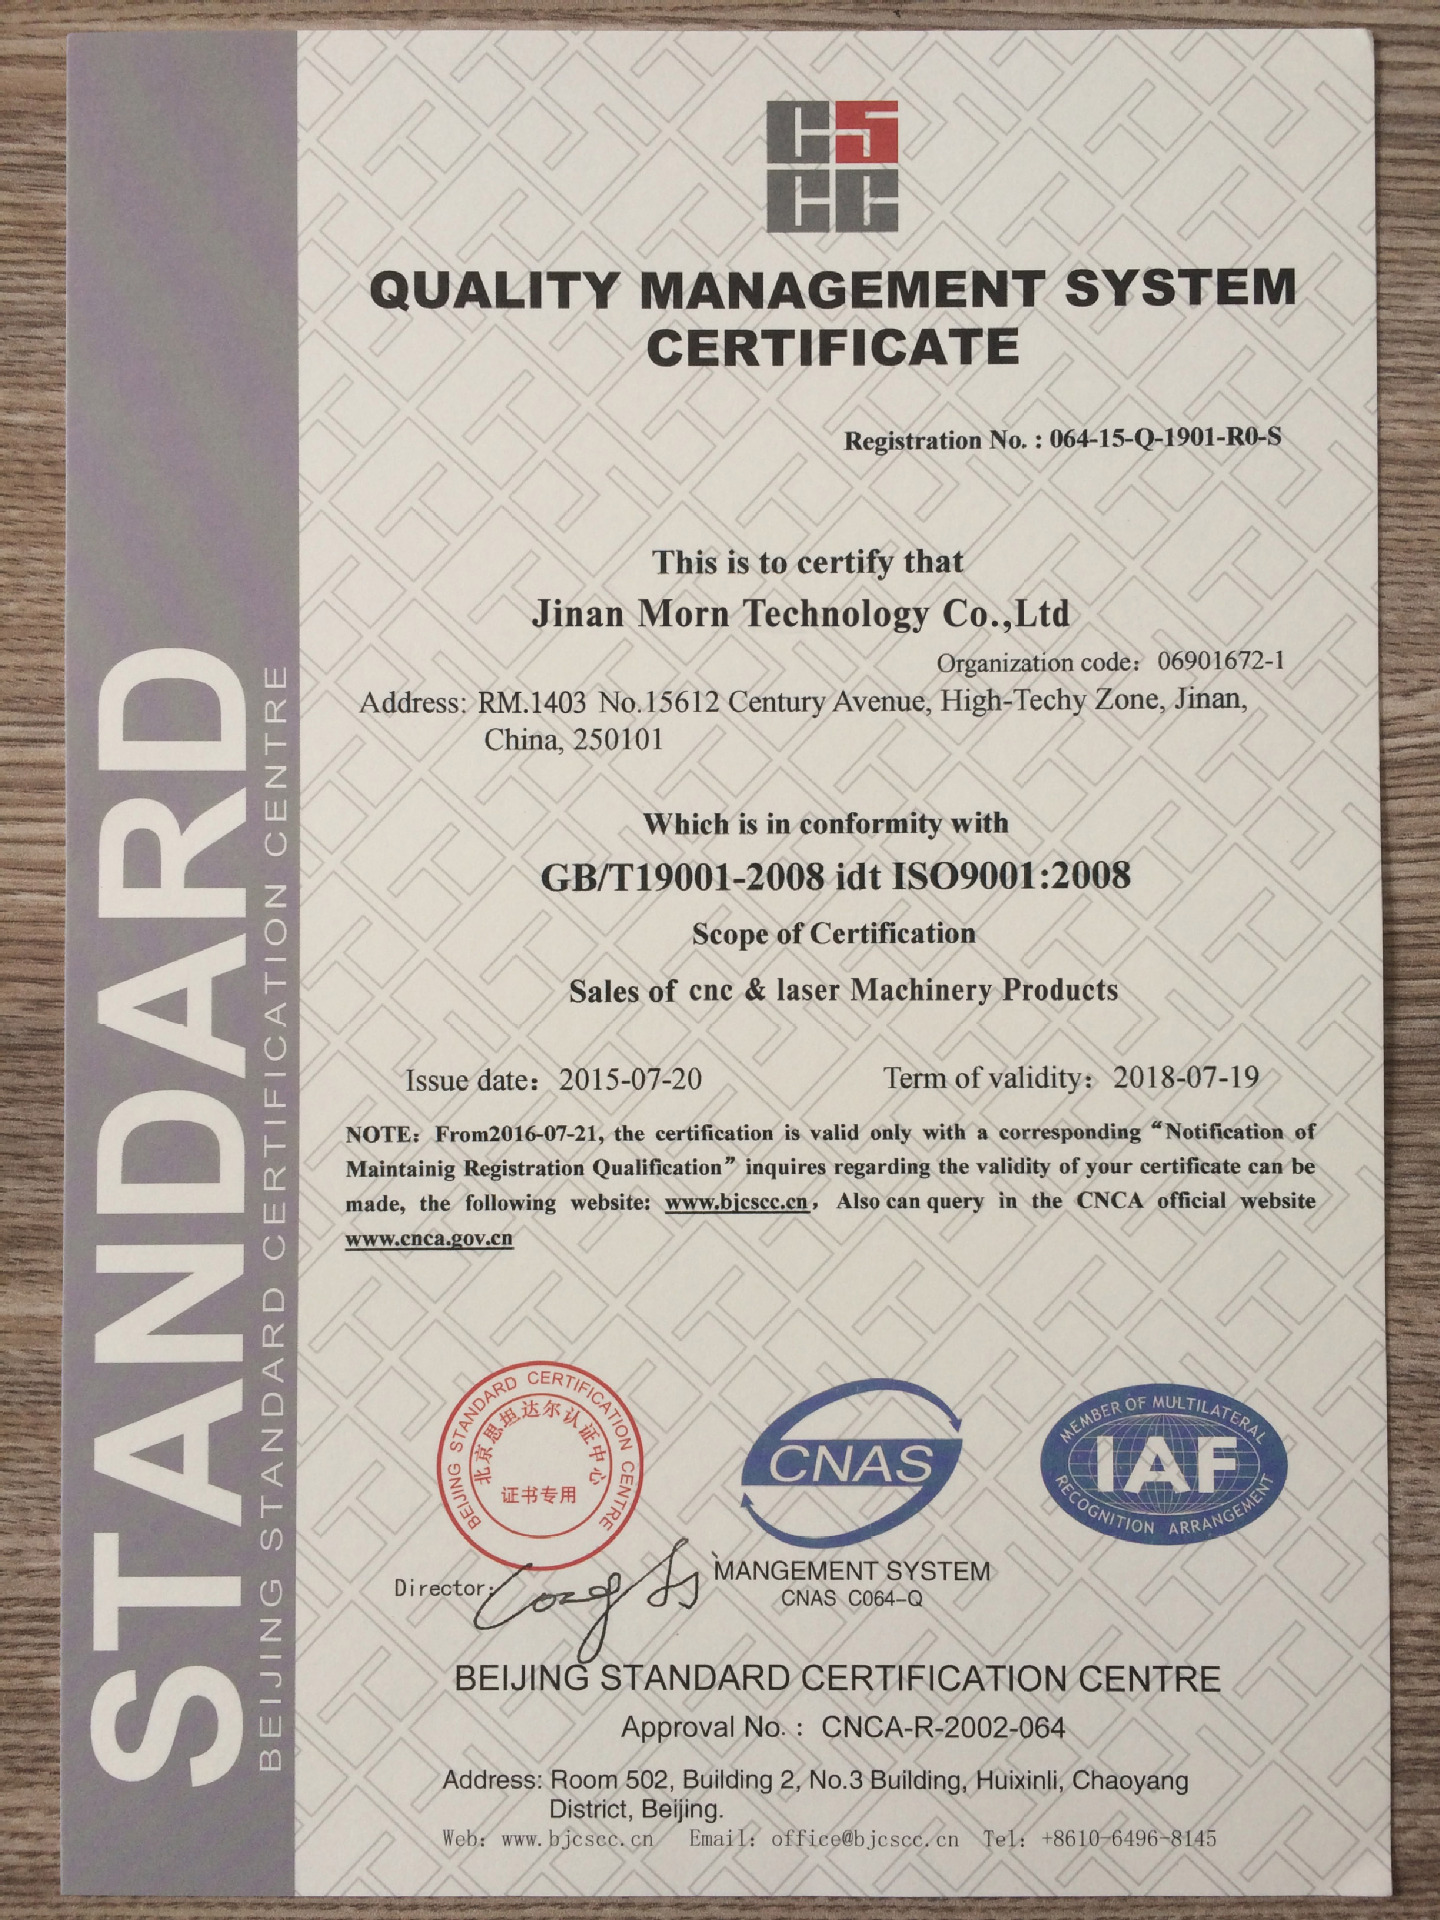 CSCC
QUALITY MANAGEMENT SYSTEM
CERTIFICATE
Registration No. : 064-15-Q-1901-R0-S
This is to certify that
Jinan Morn Technology Co.,Ltd
Organization code: 06901672-1
Address: RM.1403 No.15612 Century Avenue, High-Techy Zone, Jinan,
China, 250101
Which is in conformity with
GB/T19001-2008 idt ISO9001:2008
Scope of Certification
Sales of cnc & laser Machinery Products
Issue date: 2015-07-20 Term of validity: 2018-07-19
NOTE: From2016-07-21, the certification is valid only with a corresponding “Notification of
Maintainig Registration Qualification” inquires regarding the validity of your certificate can be
made, the following website: www.bjcscc.cn, Also can query in the CNCA official website
www.cnca.gov.cn
BEIJING STANDARD CERTIFICATION CENTRE
北京思坦达尔认证中心
证书专用
CNAS
MEMBER OF MULTILATERAL
IAF
RECOGNITION ARRANGEMENT
Director:
MANGEMENT SYSTEM
CNAS C064-Q
BEIJING STANDARD CERTIFICATION CENTRE
Approval No. : CNCA-R-2002-064
Address: Room 502, Building 2, No.3 Building, Huixinli, Chaoyang
District, Beijing.
Web: www.bjcscc.cn Email: office@bjcscc.cn Tel: +8610-6496-8145
STANDARD
BEIJING STANDARD CERTIFICATION CENTRE